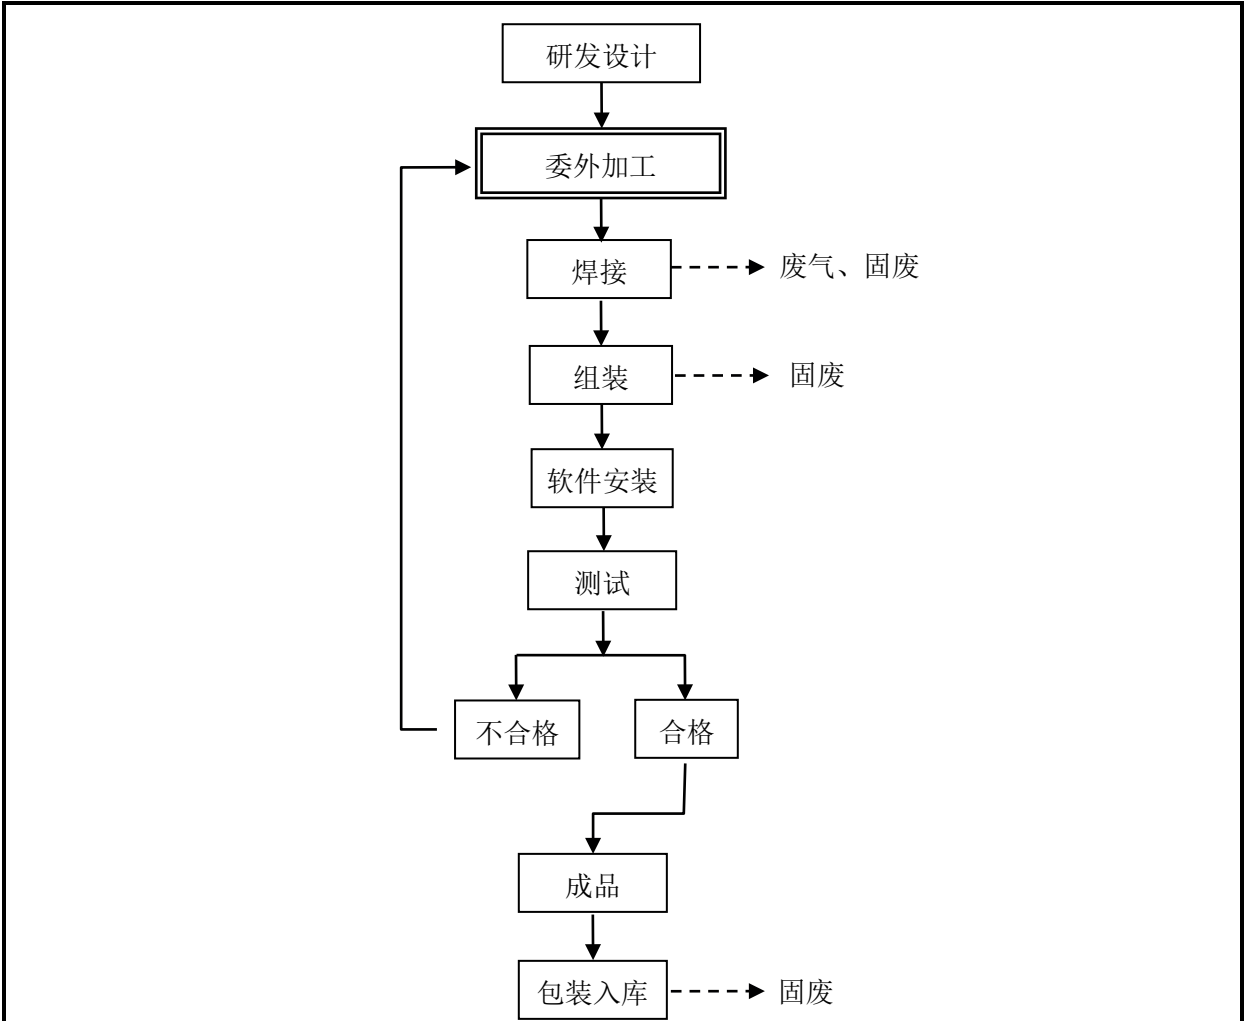 研发设计
委外加工
焊接
废气、固废
组装
固废
软件安装
测试
不合格
合格
成品
包装入库
固废